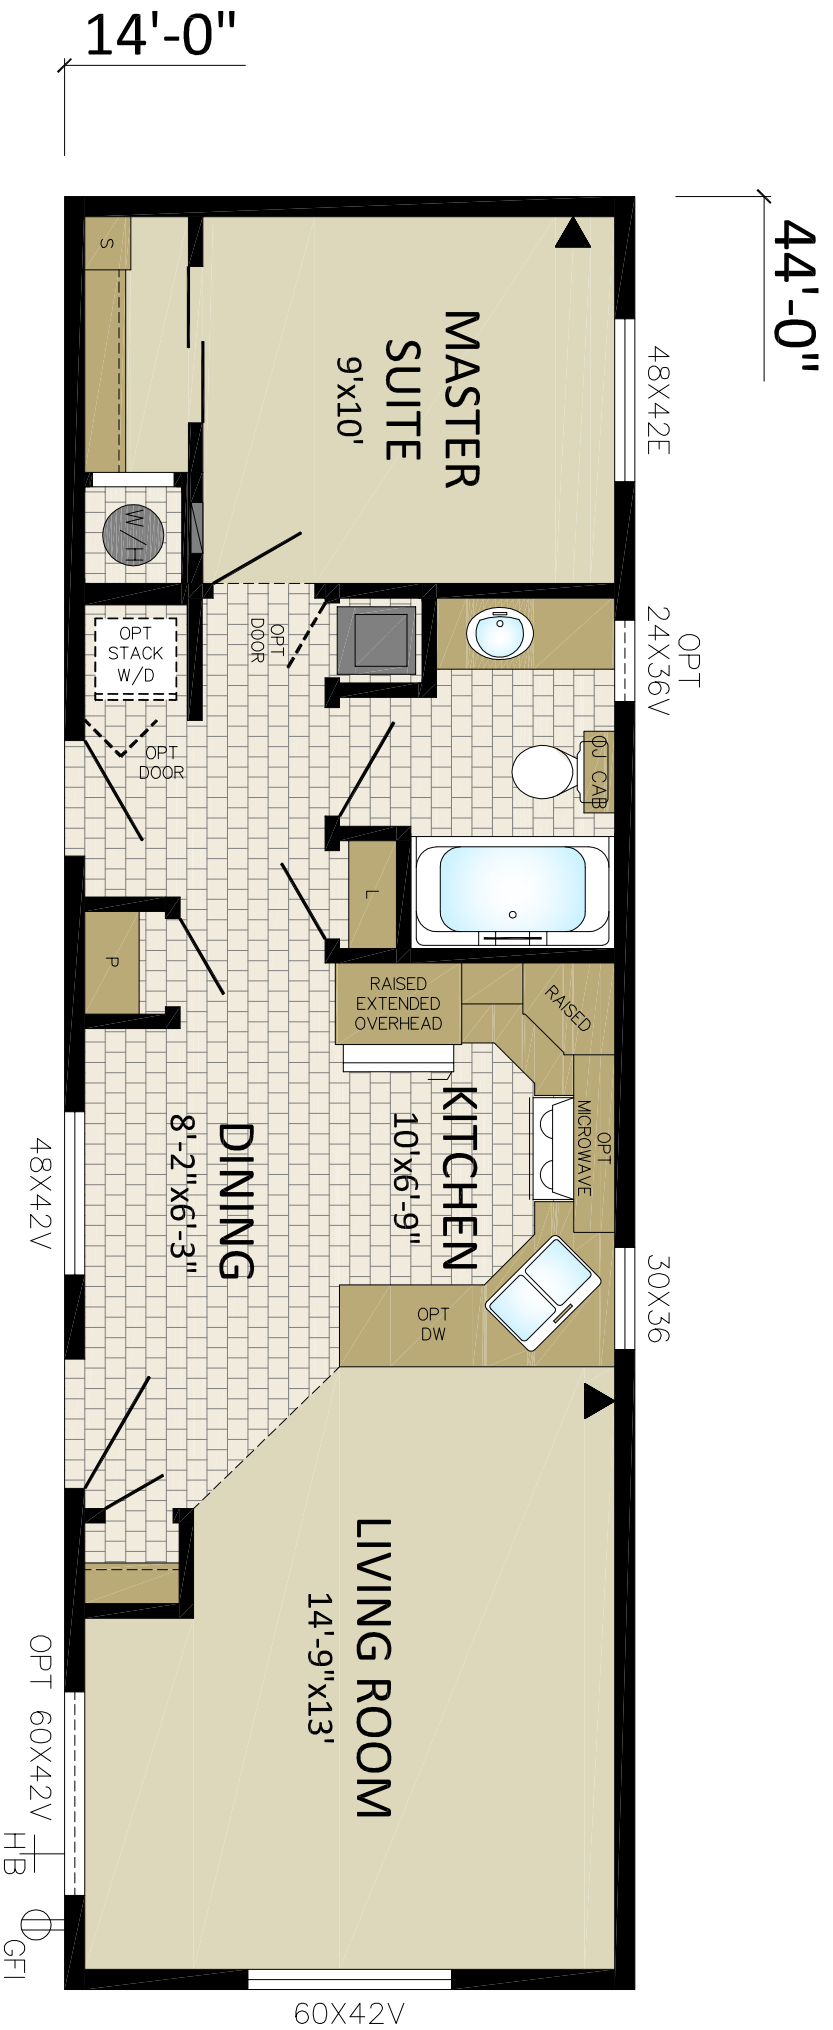 14'-0"
44'-0"
S
MASTER
SUITE
9'x10'
48X42E
W/H
OPT
STACK
W/D
OPT
DOOR
OPT
24X36V
OPT
DOOR
OJ CAB
L
P
RAISED
EXTENDED
OVERHEAD
RAISED
KITCHEN
10'x6'-9"
OPT
MICROWAVE
DINING
8'-2"x6'-3"
48X42V
30X36
OPT
DW
LIVING ROOM
14'-9"x13'
OPT 60X42V
HB
GFI
60X42V